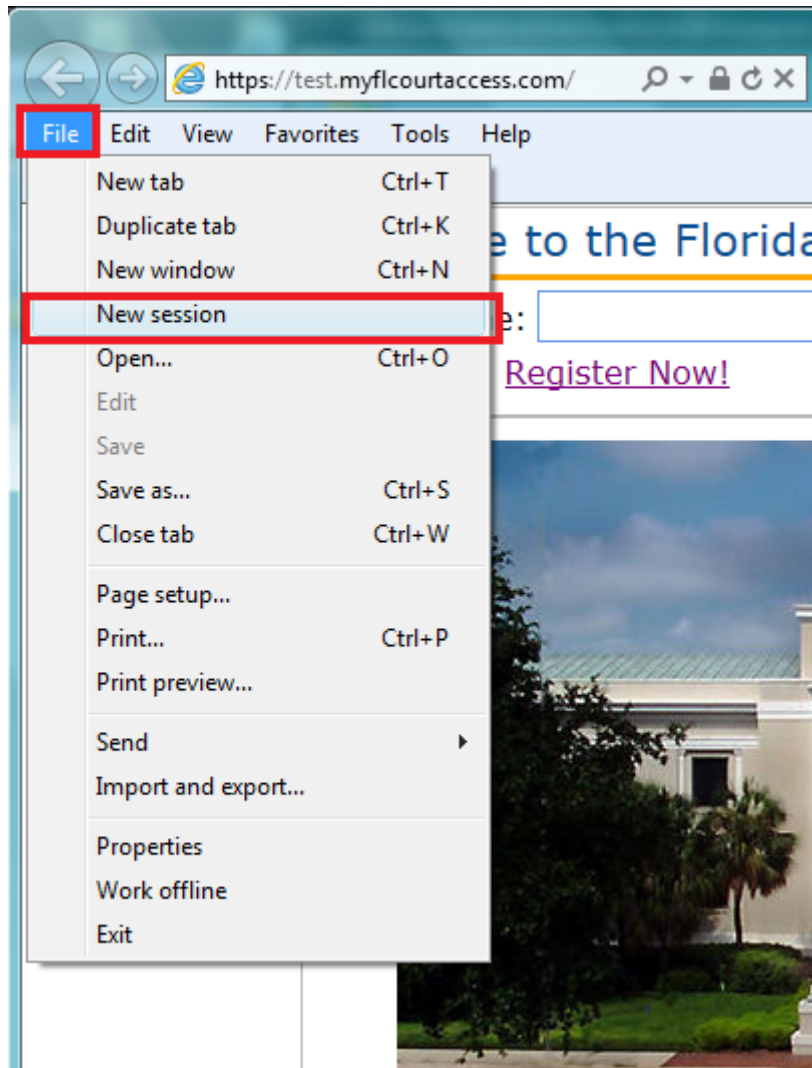 https://test.myflcourtaccess.com/
File Edit View Favorites Tools Help
New tab Ctrl+T
Duplicate tab Ctrl+K
New window Ctrl+N
New session
Open... Ctrl+O
Edit
Save
Save as... Ctrl+S
Close tab Ctrl+W
Page setup...
Print... Ctrl+P
Print preview...
Send
Import and export...
Properties
Work offline
Exit
e to the Florida
e:
Register Now!